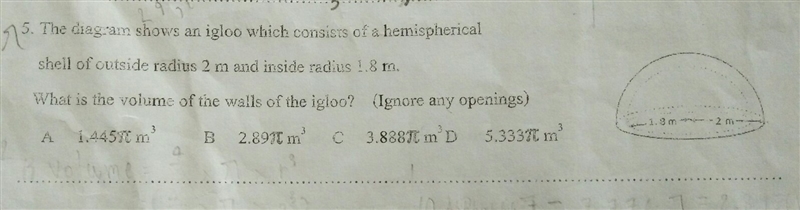 5. The diagram shows an igloo which consists of a hemispherical
shell of outside radius 2 m and inside radius 1.8 m.
What is the volume of the walls of the igloo? (Ignore any openings)
A 1.445π m³ B 2.89π m³ C 3.888π m³ D 5.333π m³
1.8 m 2 m